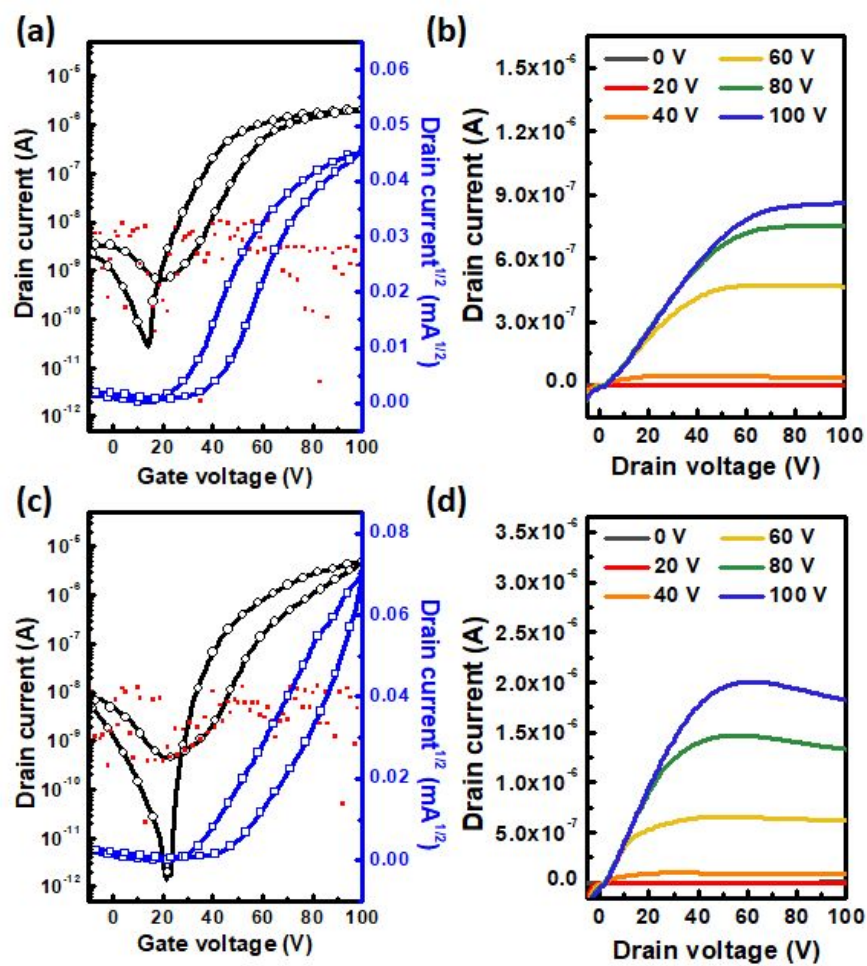 (a)
10⁻⁵
10⁻⁶
10⁻⁷
10⁻⁸
10⁻⁹
10⁻¹⁰
10⁻¹¹
10⁻¹²
Drain current (A)
0 20 40 60 80 100
Gate voltage (V)
0.06
0.05
0.04
0.03
0.02
0.01
0.00
Drain current^1/2 (mA^1/2)
(b)
1.5x10⁻⁶
1.2x10⁻⁶
9.0x10⁻⁷
6.0x10⁻⁷
3.0x10⁻⁷
0.0
Drain current (A)
0 V 60 V
20 V 80 V
40 V 100 V
0 20 40 60 80 100
Drain voltage (V)
(c)
10⁻⁵
10⁻⁶
10⁻⁷
10⁻⁸
10⁻⁹
10⁻¹⁰
10⁻¹¹
10⁻¹²
Drain current (A)
0 20 40 60 80 100
Gate voltage (V)
0.08
0.06
0.04
0.02
0.00
Drain current^1/2 (mA^1/2)
(d)
3.5x10⁻⁶
3.0x10⁻⁶
2.5x10⁻⁶
2.0x10⁻⁶
1.5x10⁻⁶
1.0x10⁻⁶
5.0x10⁻⁷
0.0
Drain current (A)
0 V 60 V
20 V 80 V
40 V 100 V
0 20 40 60 80 100
Drain voltage (V)